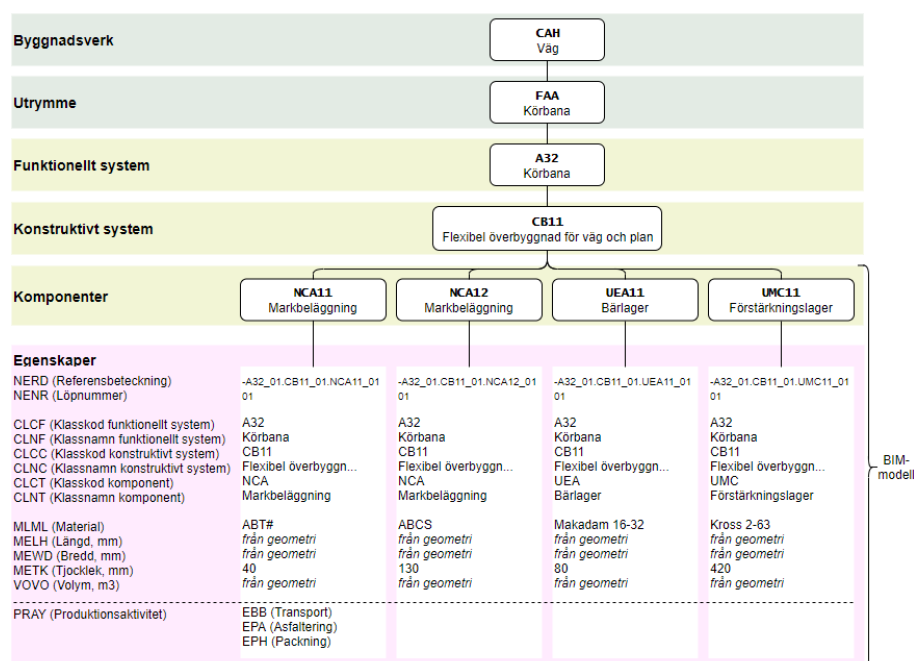 Byggnadsverk
CAH
Väg
Utrymme
FAA
Körbana
Funktionellt system
A32
Körbana
Konstruktivt system
CB11
Flexibel överbyggnad för väg och plan
Komponenter
NCA11
Markbeläggning
NCA12
Markbeläggning
UEA11
Bärlager
UMC11
Förstärkningslager
BIM-
modell
Egenskaper
NERD (Referensbeteckning) -A32_01.CB11_01.NCA11_01 -A32_01.CB11_01.NCA12_01 -A32_01.CB11_01.UEA11_01 -A32_01.CB11_01.UMC11_01
NENR (Löpnummer) 01 01 01 01
CLCF (Klasskod funktionellt system) A32 A32 A32 A32
CLNF (Klassnamn funktionellt system) Körbana Körbana Körbana Körbana
CLCC (Klasskod konstruktivt system) CB11 CB11 CB11 CB11
CLNC (Klassnamn konstruktivt system) Flexibel överbyggn... Flexibel överbyggn... Flexibel överbyggn... Flexibel överbyggn...
CLCT (Klasskod komponent) NCA NCA UEA UMC
CLNT (Klassnamn komponent) Markbeläggning Markbeläggning Bärlager Förstärkningslager
MLML (Material) ABT# ABCS Makadam 16-32 Kross 2-63
MELH (Längd, mm) från geometri från geometri från geometri från geometri
MEWD (Bredd, mm) från geometri från geometri från geometri från geometri
METK (Tjocklek, mm) 40 130 80 420
VOVO (Volym, m3) från geometri från geometri från geometri från geometri
PRAY (Produktionsaktivitet) EBB (Transport)
EPA (Asfaltering)
EPH (Packning)